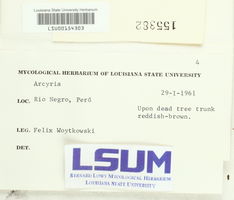 Louisiana State University Herbarium
LSU00154303
155382
4
MYCOLOGICAL HERBARIUM OF LOUISIANA STATE UNIVERSITY
Arcyria
29-I-1961
LOC. Rio Negro, Perú
Upon dead tree trunk
reddish-brown.
LEG. Felix Woytkowski
DET.
LSUM
BERNARD LOWY MYCOLOGICAL HERBARIUM
LOUISIANA STATE UNIVERSITY